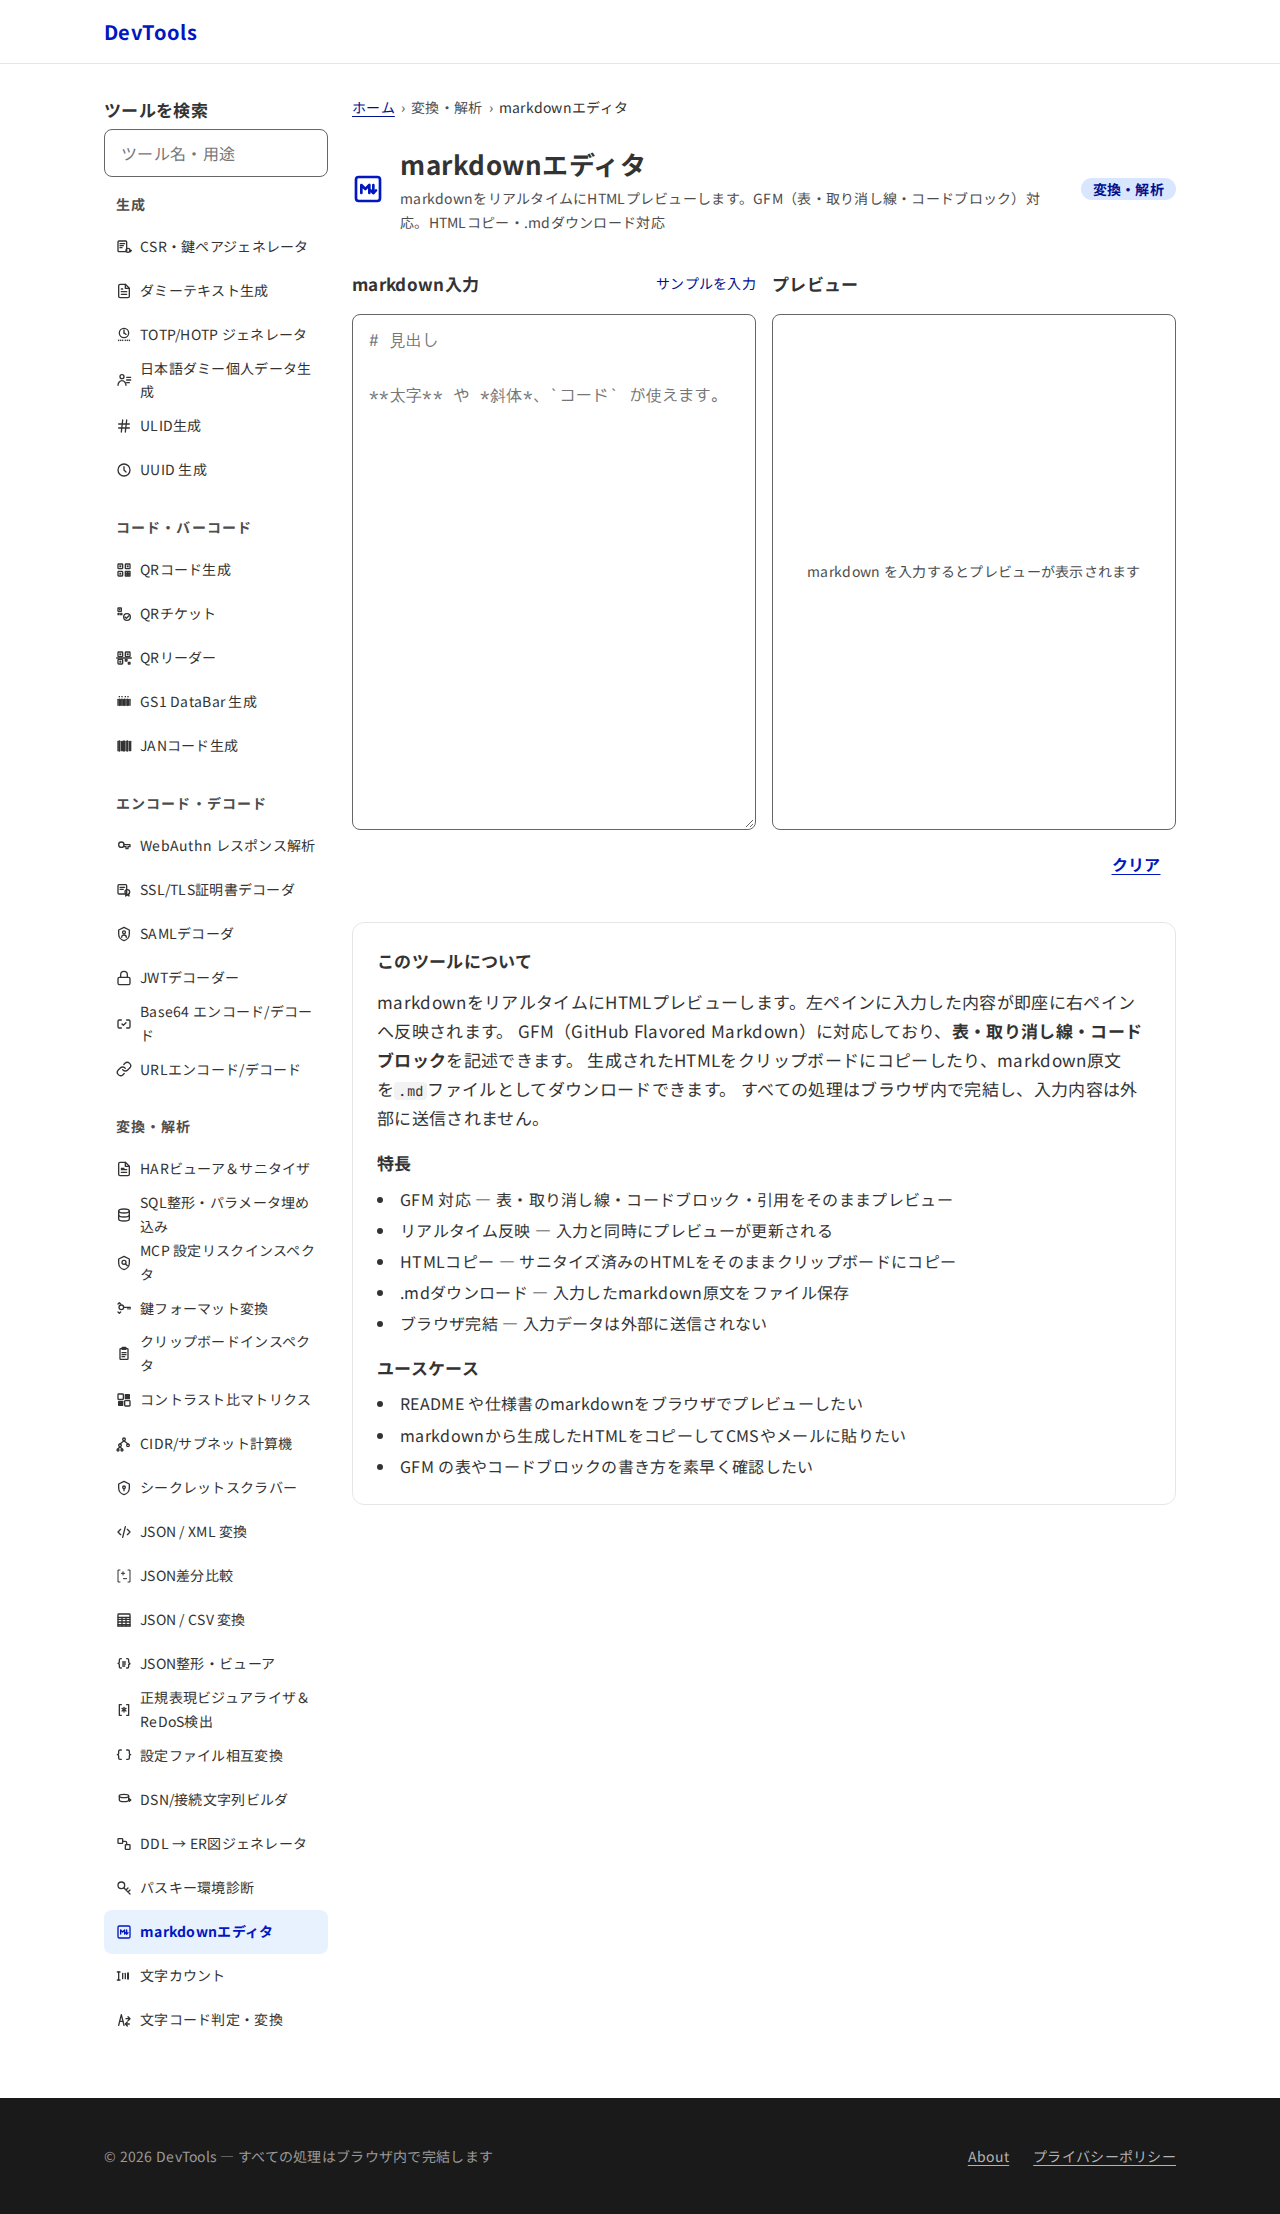 DevTools
ツールを検索
ツール名・用途
生成
CSR・鍵ペアジェネレータ
ダミーテキスト生成
TOTP/HOTP ジェネレータ
日本語ダミー個人データ生
成
ULID生成
UUID 生成
コード・バーコード
QRコード生成
QRチケット
QRリーダー
GS1 DataBar 生成
JANコード生成
エンコード・デコード
WebAuthn レスポンス解析
SSL/TLS証明書デコーダ
SAMLデコーダ
JWTデコーダー
Base64 エンコード/デコー
ド
URLエンコード/デコード
変換・解析
HARビューア＆サニタイザ
SQL整形・パラメータ埋め
込み
MCP 設定リスクインスペク
タ
鍵フォーマット変換
クリップボードインスペク
タ
コントラスト比マトリクス
CIDR/サブネット計算機
シークレットスクラバー
JSON / XML 変換
JSON差分比較
JSON / CSV 変換
JSON整形・ビューア
正規表現ビジュアライザ＆
ReDoS検出
設定ファイル相互変換
DSN/接続文字列ビルダ
DDL → ER図ジェネレータ
パスキー環境診断
markdownエディタ
文字カウント
文字コード判定・変換
ホーム › 変換・解析 › markdownエディタ
markdownエディタ
markdownをリアルタイムにHTMLプレビューします。GFM（表・取り消し線・コードブロック）対
応。HTMLコピー・.mdダウンロード対応
変換・解析
markdown入力
サンプルを入力
プレビュー
# 見出し
**太字** や *斜体*、`コード` が使えます。
markdown を入力するとプレビューが表示されます
クリア
このツールについて
markdownをリアルタイムにHTMLプレビューします。左ペインに入力した内容が即座に右ペイン
へ反映されます。 GFM（GitHub Flavored Markdown）に対応しており、表・取り消し線・コード
ブロックを記述できます。 生成されたHTMLをクリップボードにコピーしたり、markdown原文
を.mdファイルとしてダウンロードできます。 すべての処理はブラウザ内で完結し、入力内容は外
部に送信されません。
特長
• GFM 対応 — 表・取り消し線・コードブロック・引用をそのままプレビュー
• リアルタイム反映 — 入力と同時にプレビューが更新される
• HTMLコピー — サニタイズ済みのHTMLをそのままクリップボードにコピー
• .mdダウンロード — 入力したmarkdown原文をファイル保存
• ブラウザ完結 — 入力データは外部に送信されない
ユースケース
• README や仕様書のmarkdownをブラウザでプレビューしたい
• markdownから生成したHTMLをコピーしてCMSやメールに貼りたい
• GFM の表やコードブロックの書き方を素早く確認したい
© 2026 DevTools — すべての処理はブラウザ内で完結します
About
プライバシーポリシー